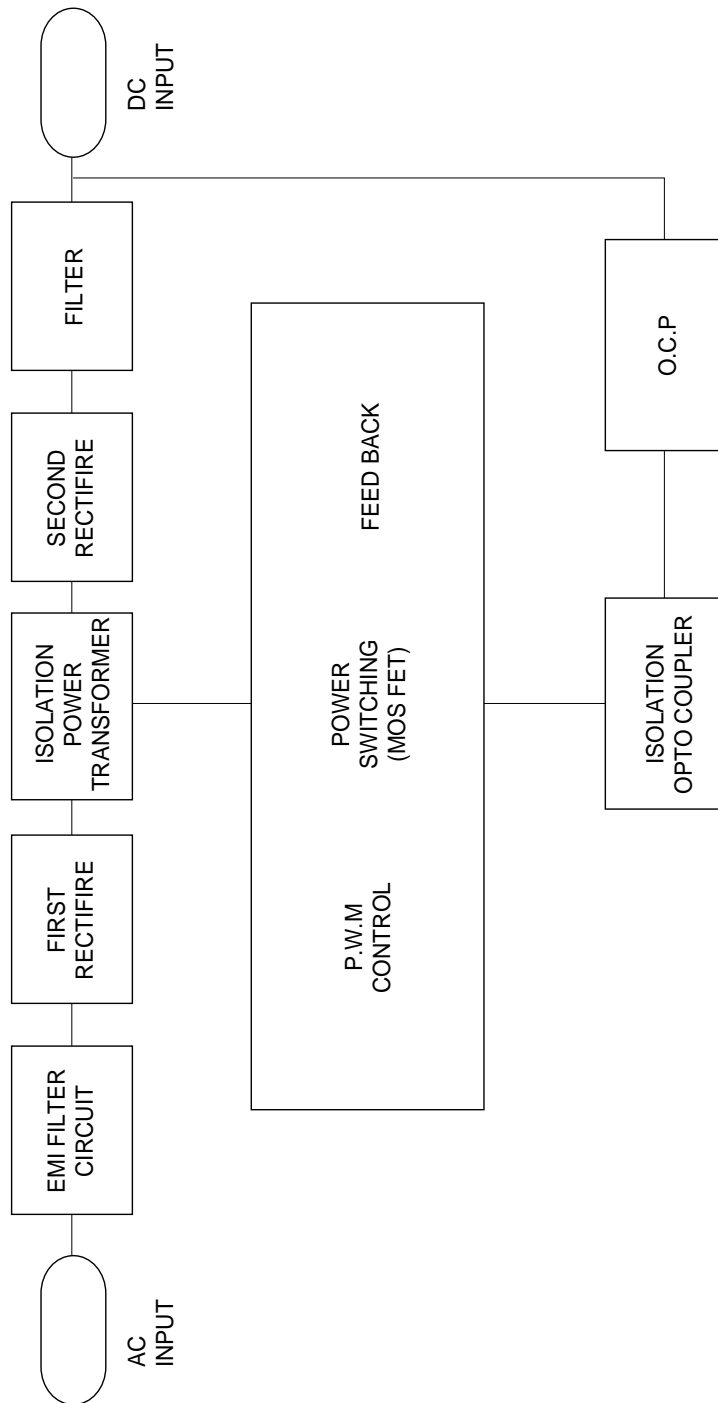 AC
INPUT
EMI FILTER
CIRCUIT
FIRST
RECTIFIRE
ISOLATION
POWER
TRANSFORMER
SECOND
RECTIFIRE
FILTER
DC
INPUT
P.W.M
CONTROL
POWER
SWITCHING
(MOS FET)
FEED BACK
ISOLATION
OPTO COUPLER
O.C.P